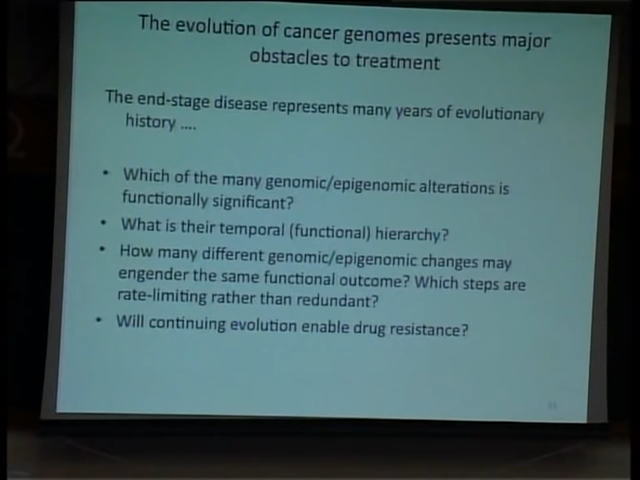 The evolution of cancer genomes presents major
obstacles to treatment
The end-stage disease represents many years of evolutionary
history ....
• Which of the many genomic/epigenomic alterations is
functionally significant?
• What is their temporal (functional) hierarchy?
• How many different genomic/epigenomic changes may
engender the same functional outcome? Which steps are
rate-limiting rather than redundant?
• Will continuing evolution enable drug resistance?